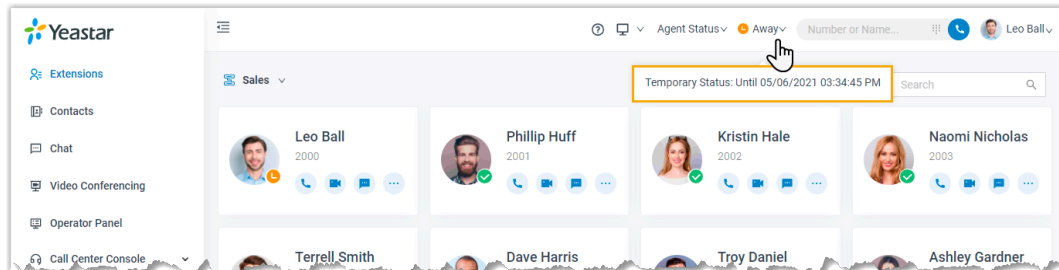 Yeastar
Agent Status
Away
Number or Name...
Leo Ball
Extensions
Contacts
Chat
Video Conferencing
Operator Panel
Call Center Console
Sales
Temporary Status: Until 05/06/2021 03:34:45 PM
Search
Leo Ball
2000
Phillip Huff
2001
Kristin Hale
2002
Naomi Nicholas
2003
Terrell Smith
Dave Harris
Troy Daniel
Ashley Gardner